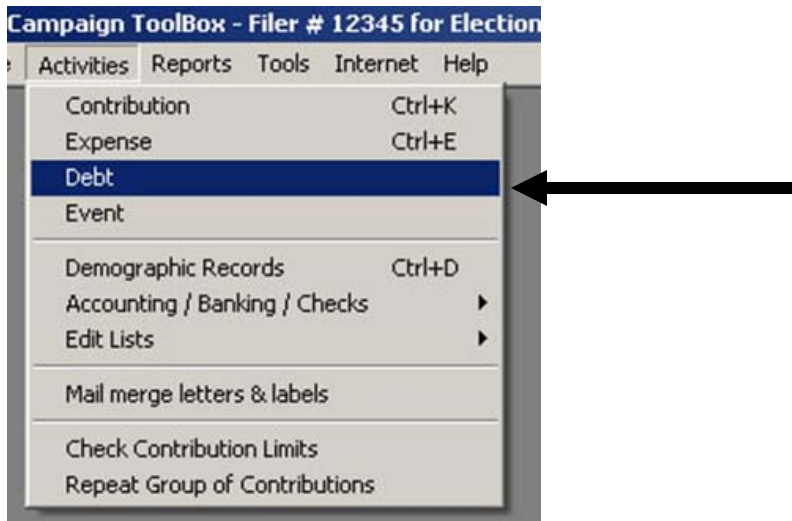 Campaign ToolBox - Filer # 12345 for Election
Activities Reports Tools Internet Help
Contribution Ctrl+K
Expense Ctrl+E
Debt
Event
Demographic Records Ctrl+D
Accounting / Banking / Checks
Edit Lists
Mail merge letters & labels
Check Contribution Limits
Repeat Group of Contributions